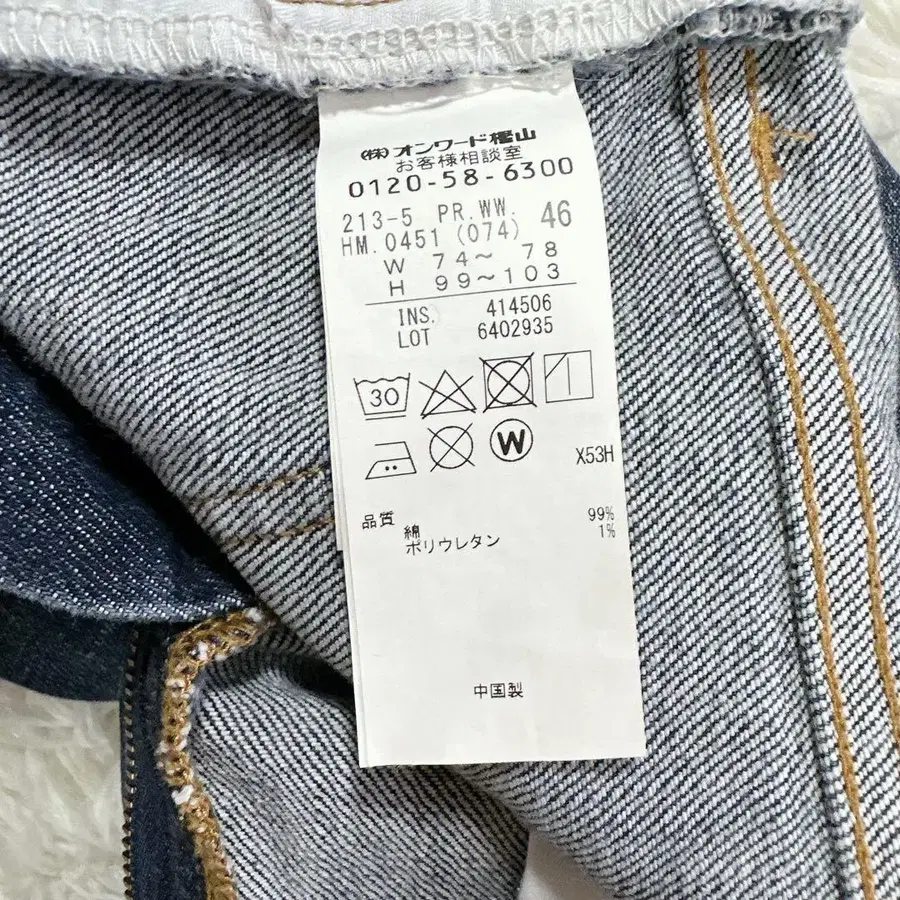 (株)オンワード樫山
お客様相談室
0120-58-6300
213-5 PR.WW. 46
HM.0451 (074)
W 74～ 78
H 99～103
INS. 414506
LOT 6402935
30
W
X53H
品質
綿 99%
ポリウレタン 1%
中国製